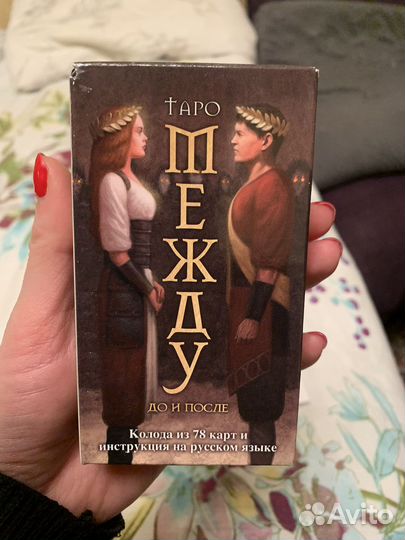 ТАРО
МЕЖДУ
ДО И ПОСЛЕ
Колода из 78 карт и
инструкция на русском языке
Avito